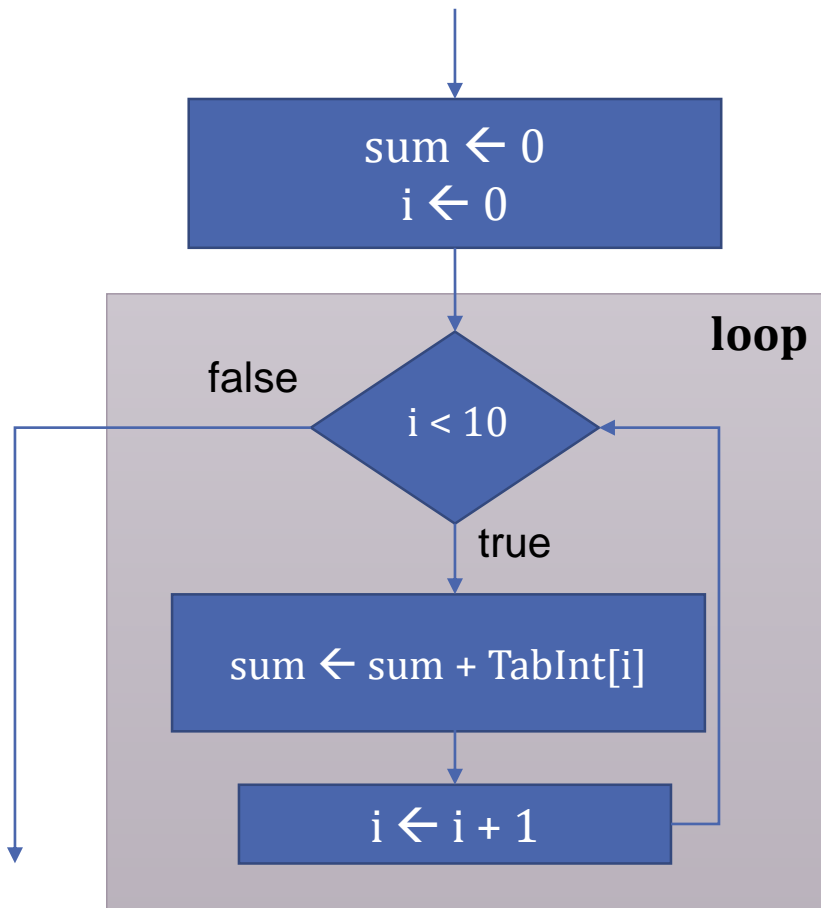 sum ← 0
i ← 0
loop
false
i < 10
true
sum ← sum + TabInt[i]
i ← i + 1